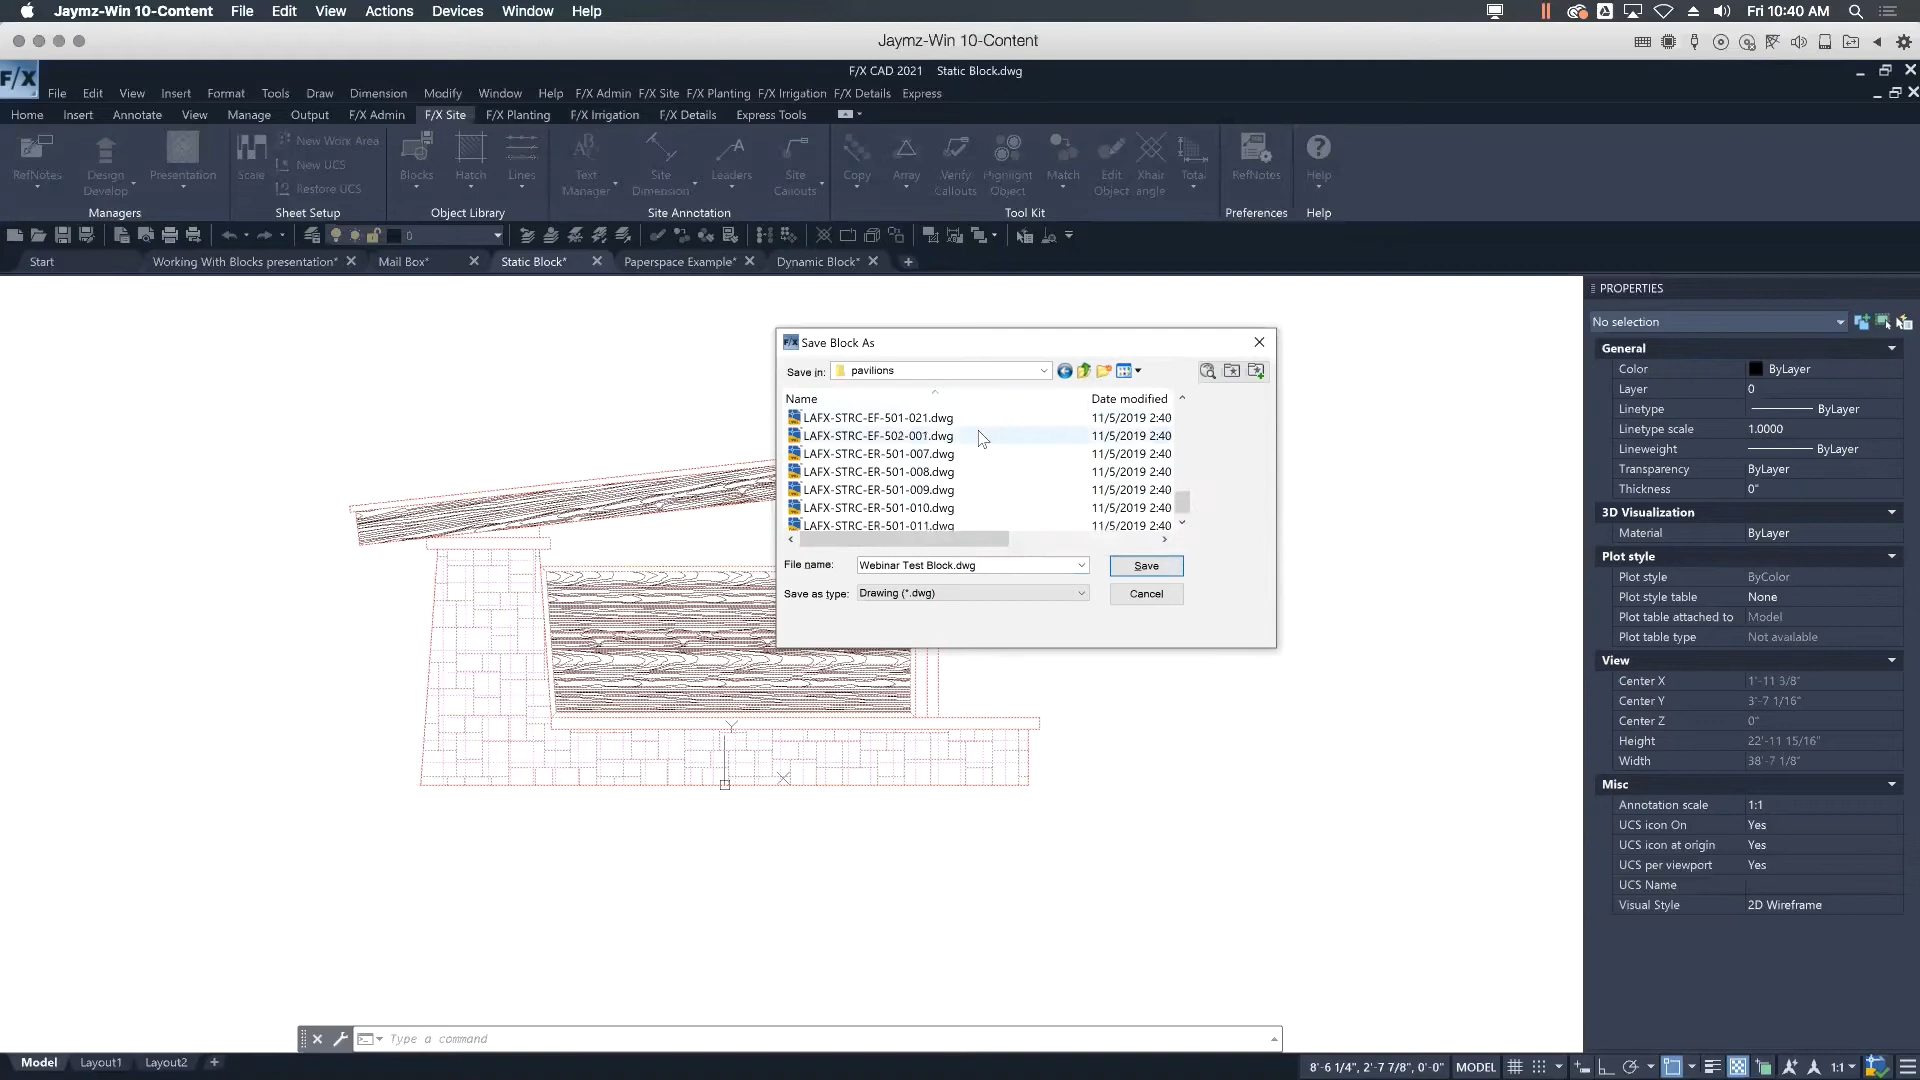 Jaymz-Win 10-Content File Edit View Actions Devices Window Help Fri 10:40 AM
Jaymz-Win 10-Content
F/X CAD 2021 Static Block.dwg
F/X
File Edit View Insert Format Tools Draw Dimension Modify Window Help F/X Admin F/X Site F/X Planting F/X Irrigation F/X Details Express
Home Insert Annotate View Manage Output F/X Admin F/X Site F/X Planting F/X Irrigation F/X Details Express Tools
RefNotes Design Develop Presentation Scale New Work Area New UCS Restore UCS Blocks Hatch Lines Text Manager Site Dimension Leaders Site Callouts Copy Array Verify Callouts Highlight Object Match Edit Object Xhair angle Total RefNotes Help
Managers Sheet Setup Object Library Site Annotation Tool Kit Preferences Help
0
Start Working With Blocks presentation* Mail Box* Static Block* Paperspace Example* Dynamic Block*
Save Block As
Save in: pavilions
Name Date modified
LAFX-STRC-EF-501-021.dwg 11/5/2019 2:40
LAFX-STRC-EF-502-001.dwg 11/5/2019 2:40
LAFX-STRC-ER-501-007.dwg 11/5/2019 2:40
LAFX-STRC-ER-501-008.dwg 11/5/2019 2:40
LAFX-STRC-ER-501-009.dwg 11/5/2019 2:40
LAFX-STRC-ER-501-010.dwg 11/5/2019 2:40
LAFX-STRC-ER-501-011.dwg 11/5/2019 2:40
File name: Webinar Test Block.dwg Save
Save as type: Drawing (*.dwg) Cancel
Y
X
PROPERTIES
No selection
General
Color ByLayer
Layer 0
Linetype ByLayer
Linetype scale 1.0000
Lineweight ByLayer
Transparency ByLayer
Thickness 0"
3D Visualization
Material ByLayer
Plot style
Plot style ByColor
Plot style table None
Plot table attached to Model
Plot table type Not available
View
Center X 1'-11 3/8"
Center Y 3'-7 1/16"
Center Z 0"
Height 22'-11 15/16"
Width 38'-7 1/8"
Misc
Annotation scale 1:1
UCS icon On Yes
UCS icon at origin Yes
UCS per viewport Yes
UCS Name
Visual Style 2D Wireframe
Type a command
Model Layout1 Layout2
8'-6 1/4", 2'-7 7/8", 0'-0" MODEL 1:1